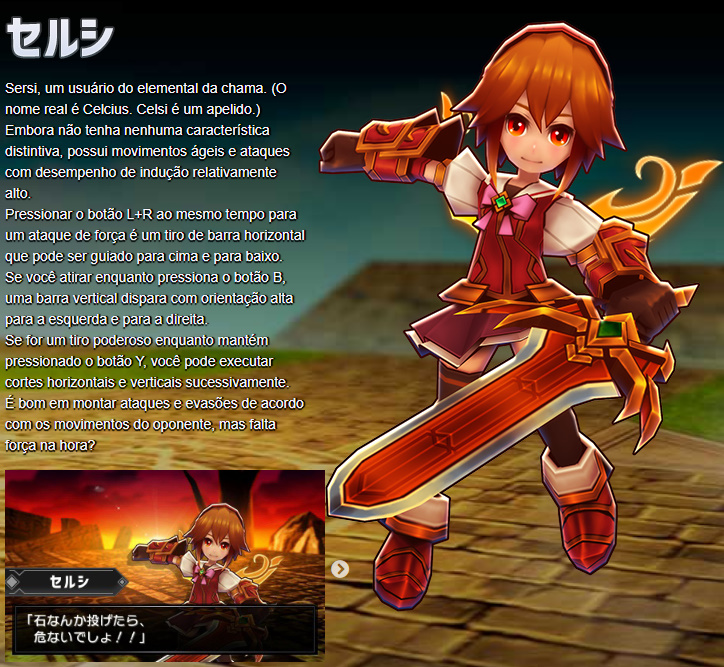 セルシ
Sersi, um usuário do elemental da chama. (O
nome real é Celcius. Celsi é um apelido.)
Embora não tenha nenhuma característica
distintiva, possui movimentos ágeis e ataques
com desempenho de indução relativamente
alto.
Pressionar o botão L+R ao mesmo tempo para
um ataque de força é um tiro de barra horizontal
que pode ser guiado para cima e para baixo.
Se você atirar enquanto pressiona o botão B,
uma barra vertical dispara com orientação alta
para a esquerda e para a direita.
Se for um tiro poderoso enquanto mantém
pressionado o botão Y, você pode executar
cortes horizontais e verticais sucessivamente.
É bom em montar ataques e evasões de acordo
com os movimentos do oponente, mas falta
força na hora?
セルシ
「石なんか投げたら、
危ないでしょ！！」